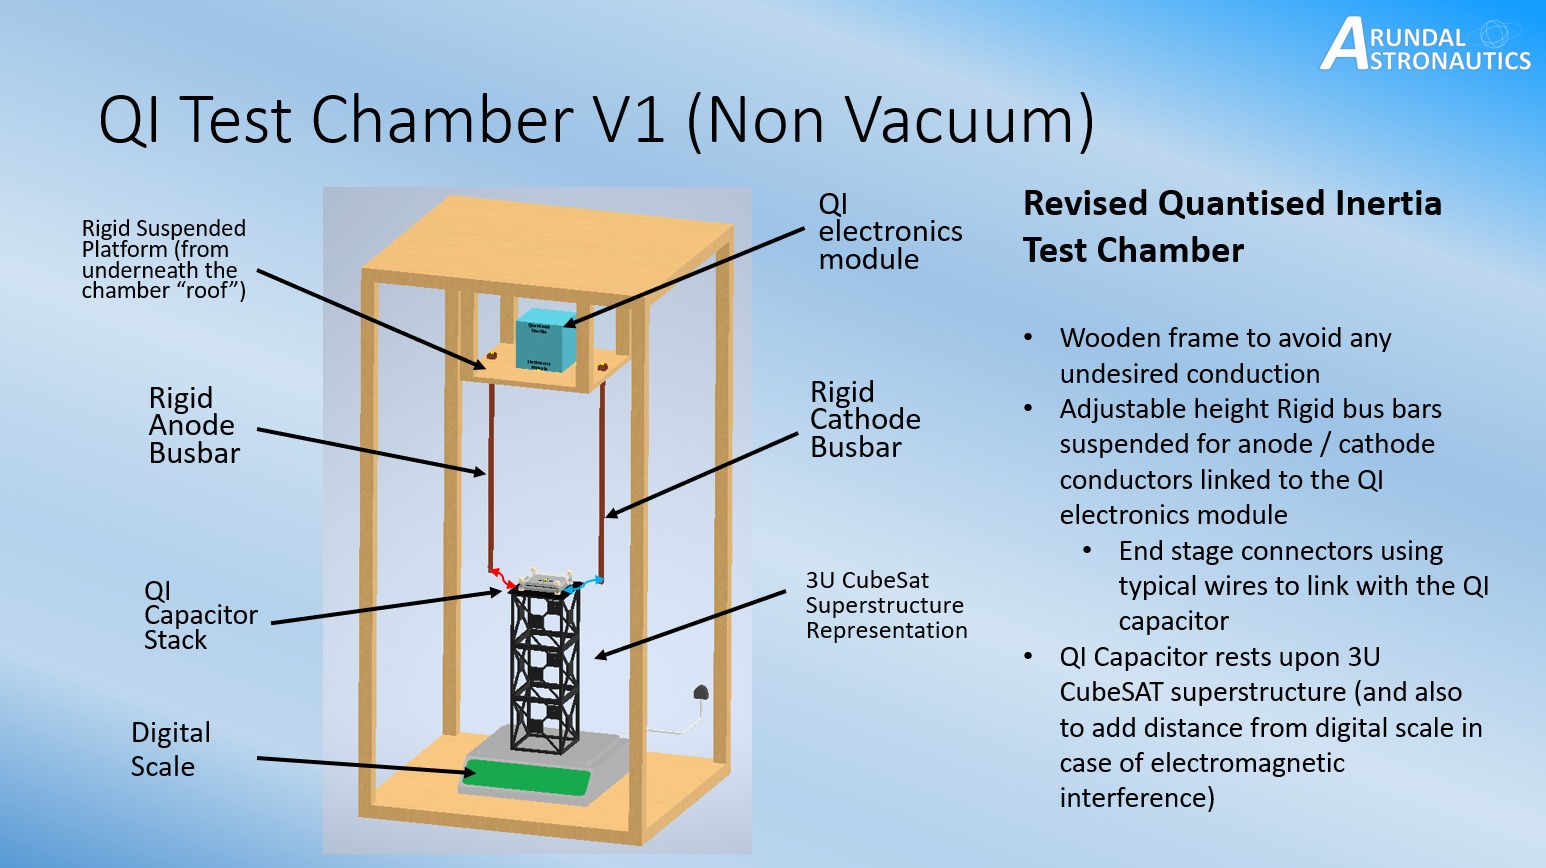 ARUNDAL
ASTRONAUTICS
QI Test Chamber V1 (Non Vacuum)
Rigid Suspended
Platform (from
underneath the
chamber “roof”)
QI
electronics
module
Rigid
Anode
Busbar
Rigid
Cathode
Busbar
QI
Capacitor
Stack
3U CubeSat
Superstructure
Representation
Digital
Scale
Revised Quantised Inertia
Test Chamber
• Wooden frame to avoid any
undesired conduction
• Adjustable height Rigid bus bars
suspended for anode / cathode
conductors linked to the QI
electronics module
• End stage connectors using
typical wires to link with the QI
capacitor
• QI Capacitor rests upon 3U
CubeSAT superstructure (and also
to add distance from digital scale in
case of electromagnetic
interference)